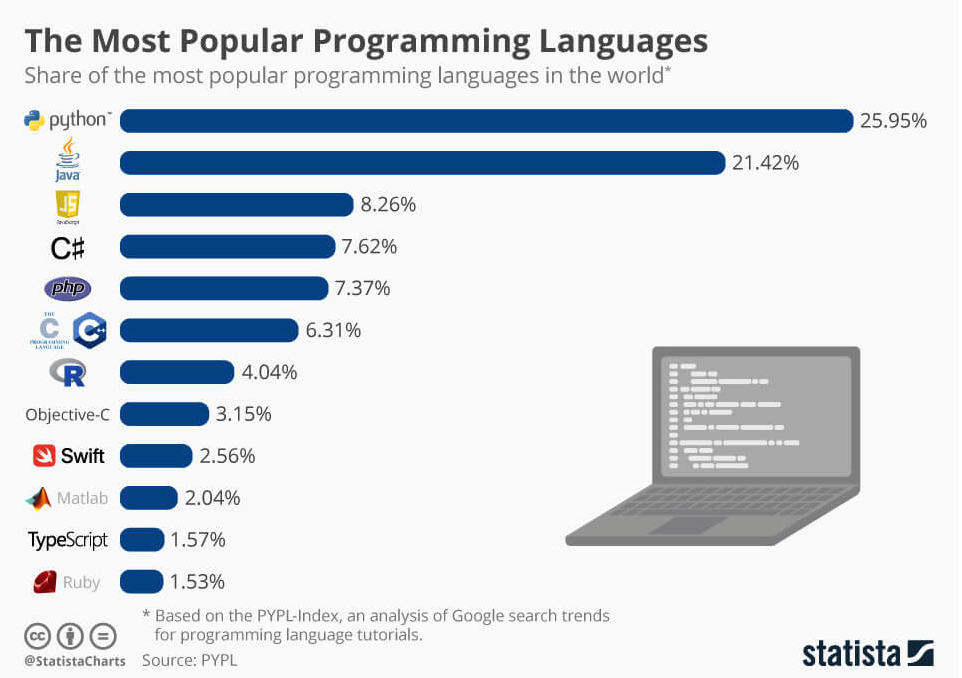 The Most Popular Programming Languages
Share of the most popular programming languages in the world*
python™ 25.95%
Java 21.42%
JS
JavaScript 8.26%
C# 7.62%
php 7.37%
THE
C
PROGRAMMING
LANGUAGE
C++ 6.31%
R 4.04%
Objective-C 3.15%
Swift 2.56%
Matlab 2.04%
TypeScript 1.57%
Ruby 1.53%
* Based on the PYPL-Index, an analysis of Google search trends
for programming language tutorials.
cc
@StatistaCharts Source: PYPL
statista